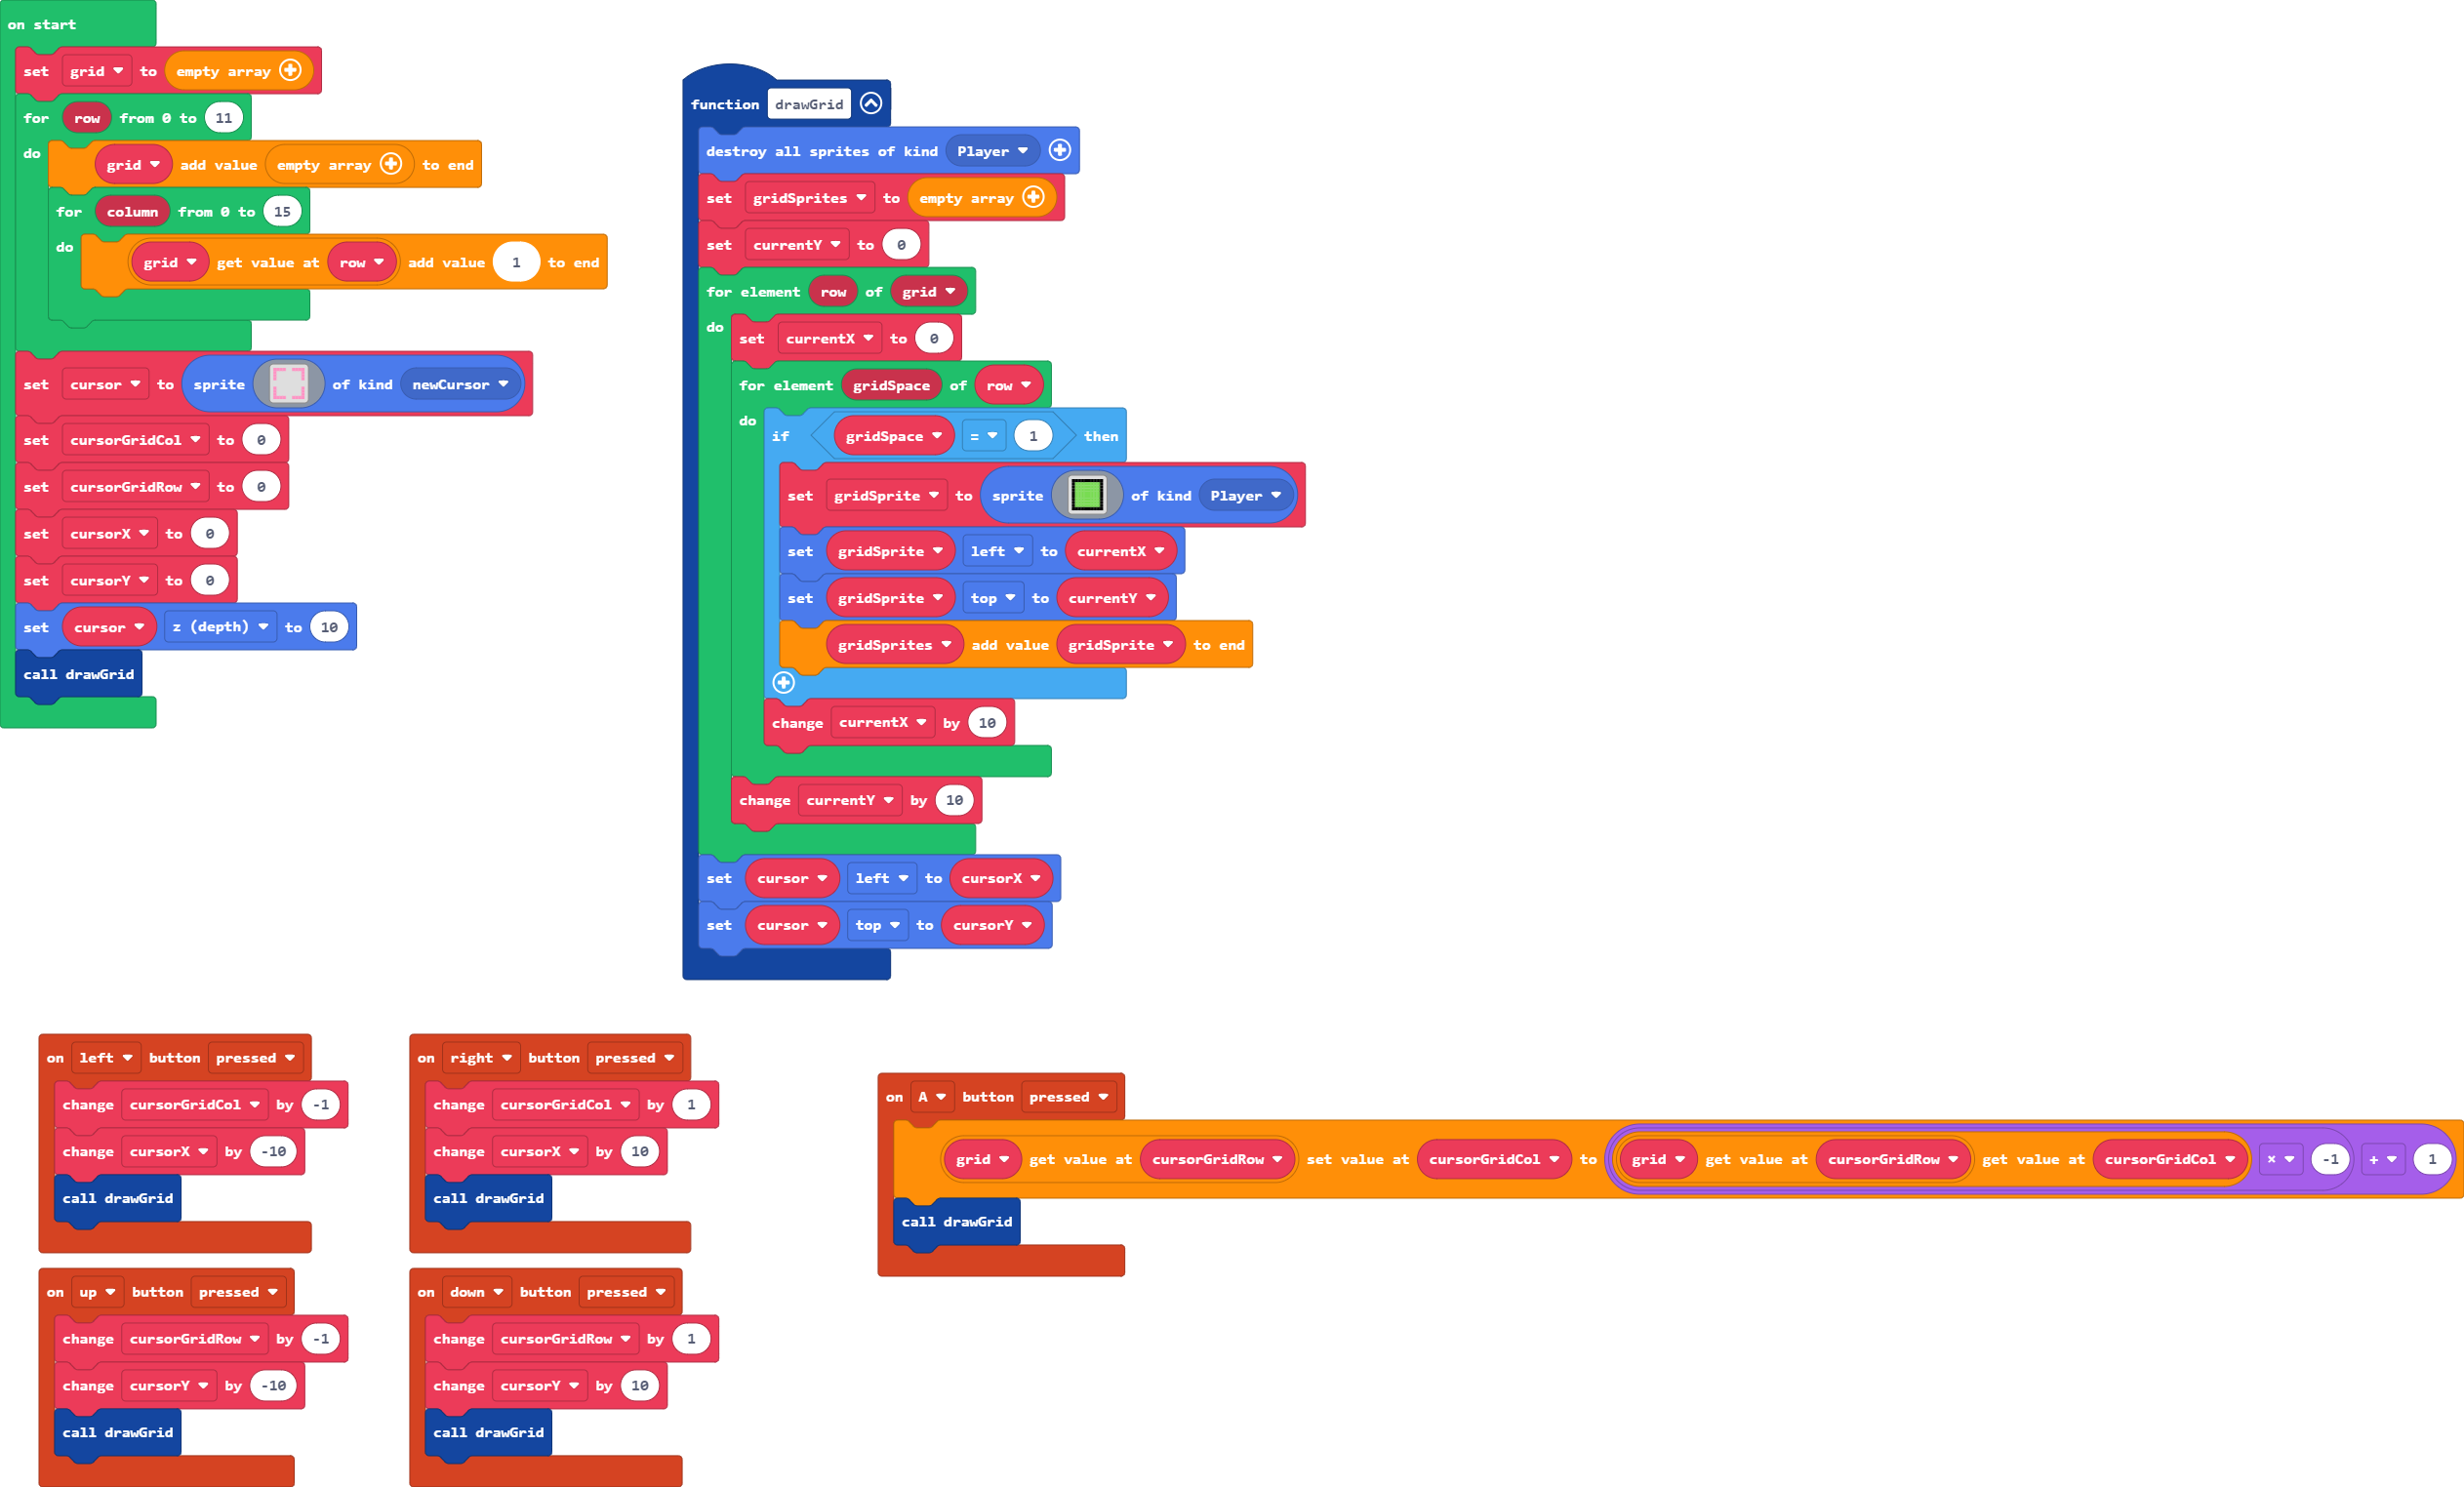 on start
set grid to empty array
for row from 0 to 11
do grid add value empty array to end
for column from 0 to 15
do grid get value at row add value 1 to end
set cursor to sprite of kind newCursor
set cursorGridCol to 0
set cursorGridRow to 0
set cursorX to 0
set cursorY to 0
set cursor z (depth) to 10
call drawGrid
function drawGrid
destroy all sprites of kind Player
set gridSprites to empty array
set currentY to 0
for element row of grid
do set currentX to 0
for element gridSpace of row
do if gridSpace = 1 then
set gridSprite to sprite of kind Player
set gridSprite left to currentX
set gridSprite top to currentY
gridSprites add value gridSprite to end
change currentX by 10
change currentY by 10
set cursor left to cursorX
set cursor top to cursorY
on left button pressed
change cursorGridCol by -1
change cursorX by -10
call drawGrid
on right button pressed
change cursorGridCol by 1
change cursorX by 10
call drawGrid
on A button pressed
grid get value at cursorGridRow set value at cursorGridCol to grid get value at cursorGridRow get value at cursorGridCol × -1 + 1
call drawGrid
on up button pressed
change cursorGridRow by -1
change cursorY by -10
call drawGrid
on down button pressed
change cursorGridRow by 1
change cursorY by 10
call drawGrid